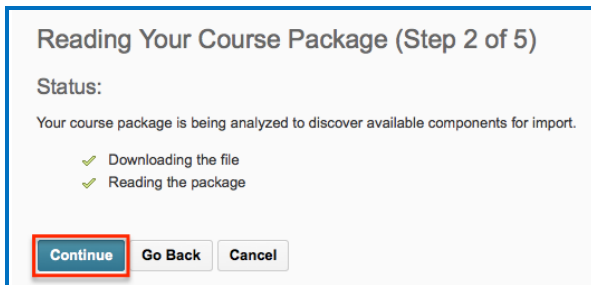 Reading Your Course Package (Step 2 of 5)
Status:
Your course package is being analyzed to discover available components for import.
Downloading the file
Reading the package
Continue Go Back Cancel